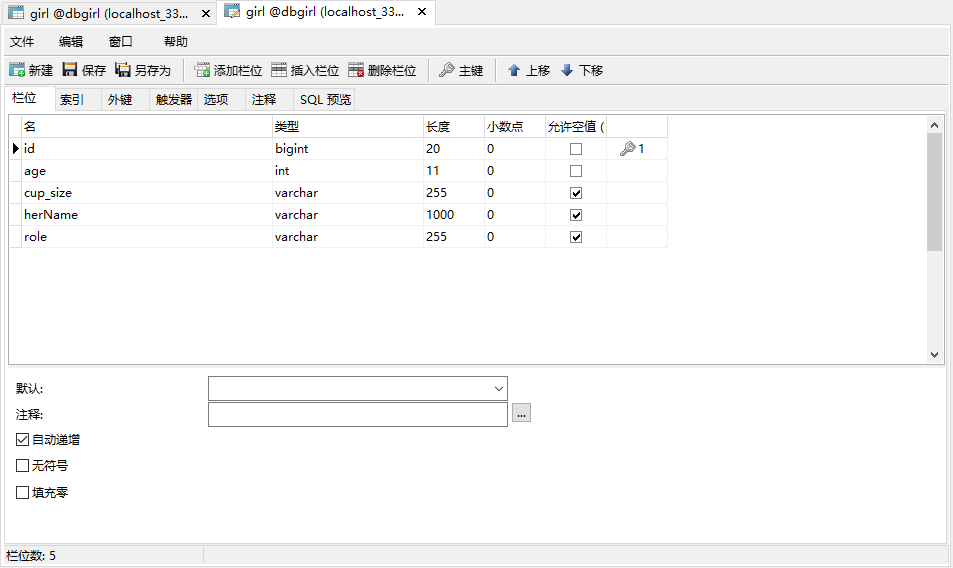 girl @dbgirl (localhost_33... girl @dbgirl (localhost_33...
文件 编辑 窗口 帮助
新建 保存 另存为 添加栏位 插入栏位 删除栏位 主键 上移 下移
栏位 索引 外键 触发器 选项 注释 SQL 预览
名 类型 长度 小数点 允许空值 (
id bigint 20 0 1
age int 11 0
cup_size varchar 255 0
herName varchar 1000 0
role varchar 255 0
默认:
注释: ...
自动递增
无符号
填充零
栏位数: 5